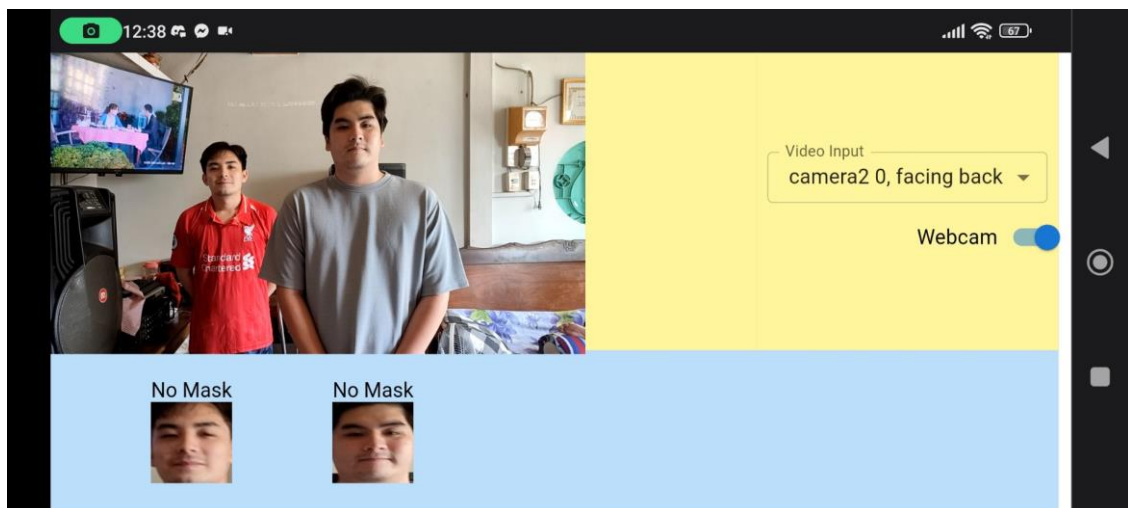 12:38
67
Standard
Chartered
Video Input
camera2 0, facing back
Webcam
No Mask
No Mask